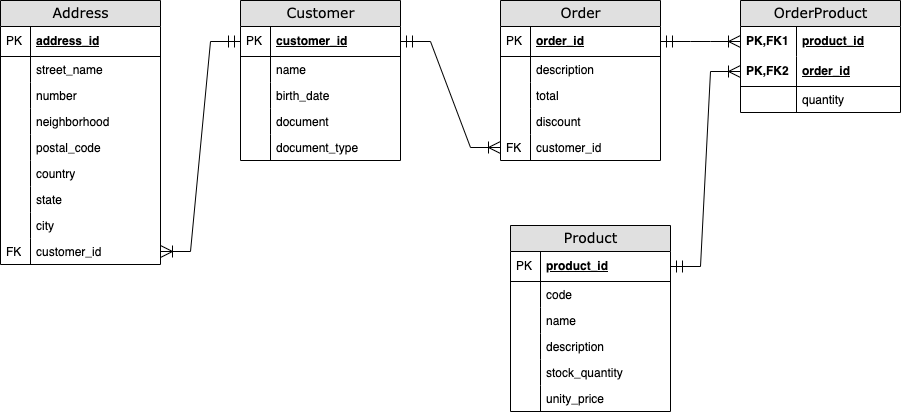 Address
PK address_id
street_name
number
neighborhood
postal_code
country
state
city
FK customer_id
Customer
PK customer_id
name
birth_date
document
document_type
Order
PK order_id
description
total
discount
FK customer_id
OrderProduct
PK,FK1 product_id
PK,FK2 order_id
quantity
Product
PK product_id
code
name
description
stock_quantity
unity_price